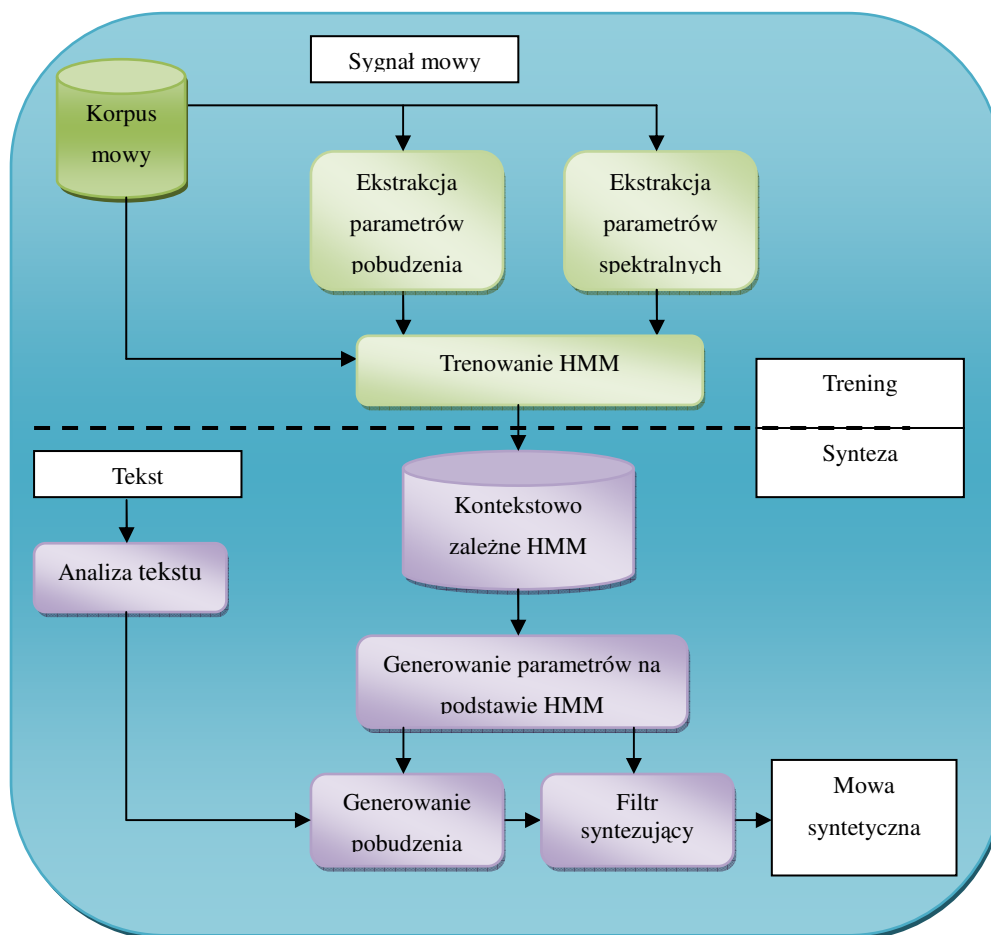 Sygnał mowy
Korpus
mowy
Ekstrakcja
parametrów
pobudzenia
Ekstrakcja
parametrów
spektralnych
Trenowanie HMM
Trening
Synteza
Tekst
Kontekstowo
zależne HMM
Analiza tekstu
Generowanie parametrów na
podstawie HMM
Generowanie
pobudzenia
Filtr
syntezujący
Mowa
syntetyczna